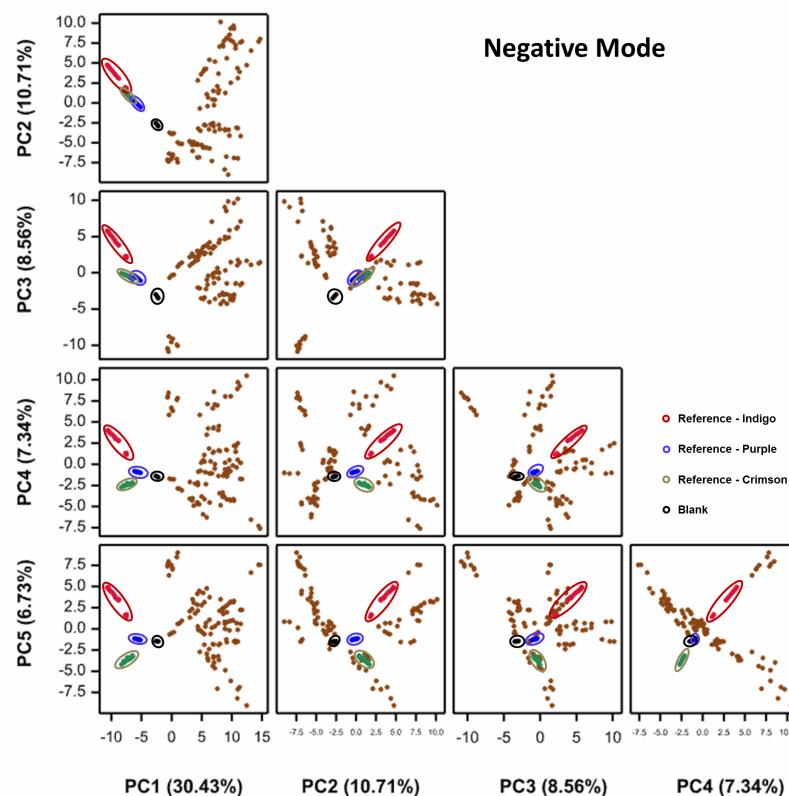 Negative Mode
PC2 (10.71%)
10.0
7.5
5.0
2.5
0.0
-2.5
-5.0
-7.5
PC3 (8.56%)
10
5
0
-5
-10
PC4 (7.34%)
10.0
7.5
5.0
2.5
0.0
-2.5
-5.0
-7.5
Reference - Indigo
Reference - Purple
Reference - Crimson
Blank
PC5 (6.73%)
7.5
5.0
2.5
0.0
-2.5
-5.0
-7.5
-10 -5 0 5 10 15
-7.5 -5.0 -2.5 0.0 2.5 5.0 7.5 10.0
-10 -5 0 5 10
-7.5 -5.0 -2.5 0.0 2.5 5.0 7.5 10.0
PC1 (30.43%) PC2 (10.71%) PC3 (8.56%) PC4 (7.34%)